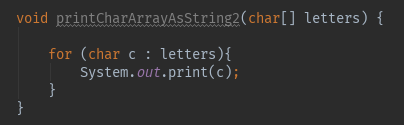 void printCharArrayAsString2(char[] letters) {
for (char c : letters){
System.out.print(c);
}
}